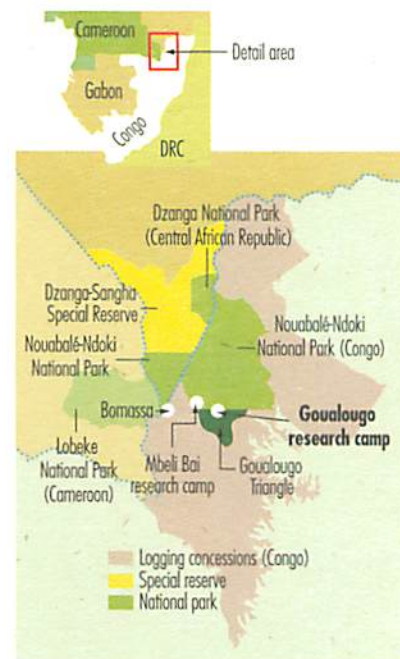 Cameroon
Detail area
Gabon
Congo
DRC
Dzanga National Park
(Central African Republic)
Dzanga-Sangha
Special Reserve
Nouabalé-Ndoki
National Park
Nouabalé-Ndoki
National Park (Congo)
Bomassa
Goualougo
research camp
Lobeke
National Park
(Cameroon)
Mbeli Bai
research camp
Goualougo
Triangle
Logging concessions (Congo)
Special reserve
National park